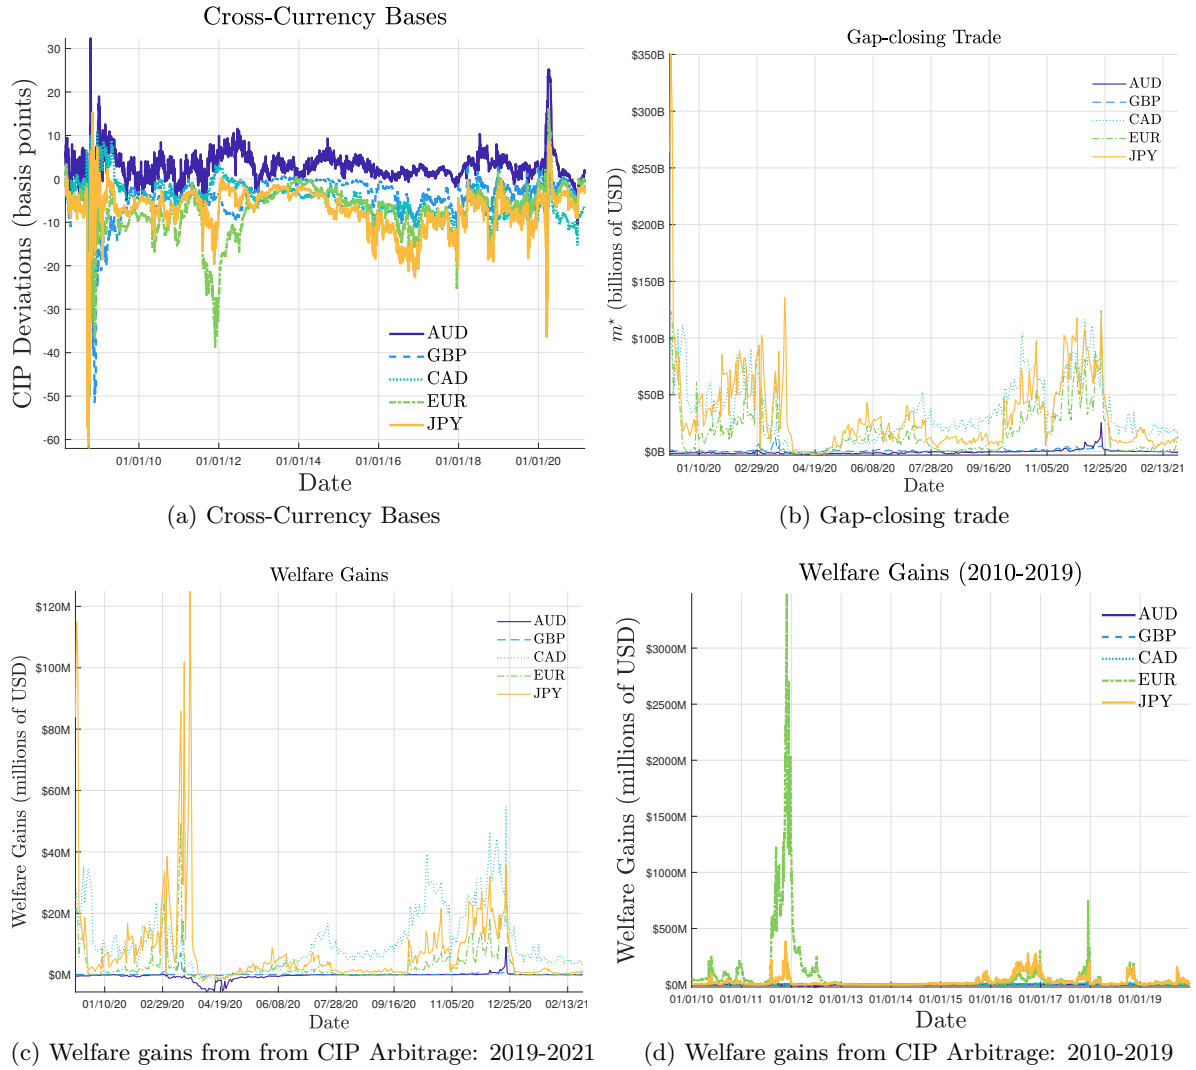 Cross-Currency Bases
CIP Deviations (basis points)
30
20
10
0
-10
-20
-30
-40
-50
-60
AUD
GBP
CAD
EUR
JPY
01/01/10 01/01/12 01/01/14 01/01/16 01/01/18 01/01/20
Date
(a) Cross-Currency Bases
Gap-closing Trade
m* (billions of USD)
$350B
$300B
$250B
$200B
$150B
$100B
$50B
$0B
AUD
GBP
CAD
EUR
JPY
01/10/20 02/29/20 04/19/20 06/08/20 07/28/20 09/16/20 11/05/20 12/25/20 02/13/21
Date
(b) Gap-closing trade
Welfare Gains
Welfare Gains (millions of USD)
$120M
$100M
$80M
$60M
$40M
$20M
$0M
AUD
GBP
CAD
EUR
JPY
01/10/20 02/29/20 04/19/20 06/08/20 07/28/20 09/16/20 11/05/20 12/25/20 02/13/21
Date
(c) Welfare gains from from CIP Arbitrage: 2019-2021
Welfare Gains (2010-2019)
Welfare Gains (millions of USD)
$3000M
$2500M
$2000M
$1500M
$1000M
$500M
$0M
AUD
GBP
CAD
EUR
JPY
01/01/10 01/01/11 01/01/12 01/01/13 01/01/14 01/01/15 01/01/16 01/01/17 01/01/18 01/01/19
Date
(d) Welfare gains from CIP Arbitrage: 2010-2019